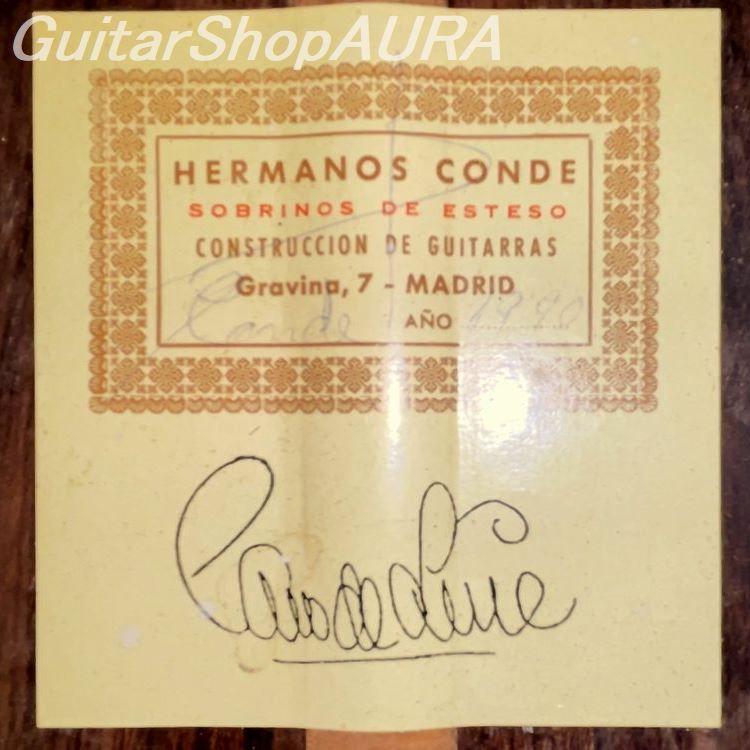 GuitarShopAURA
HERMANOS CONDE
SOBRINOS DE ESTESO
CONSTRUCCION DE GUITARRAS
Gravina, 7 - MADRID
Conde
AÑO 1990